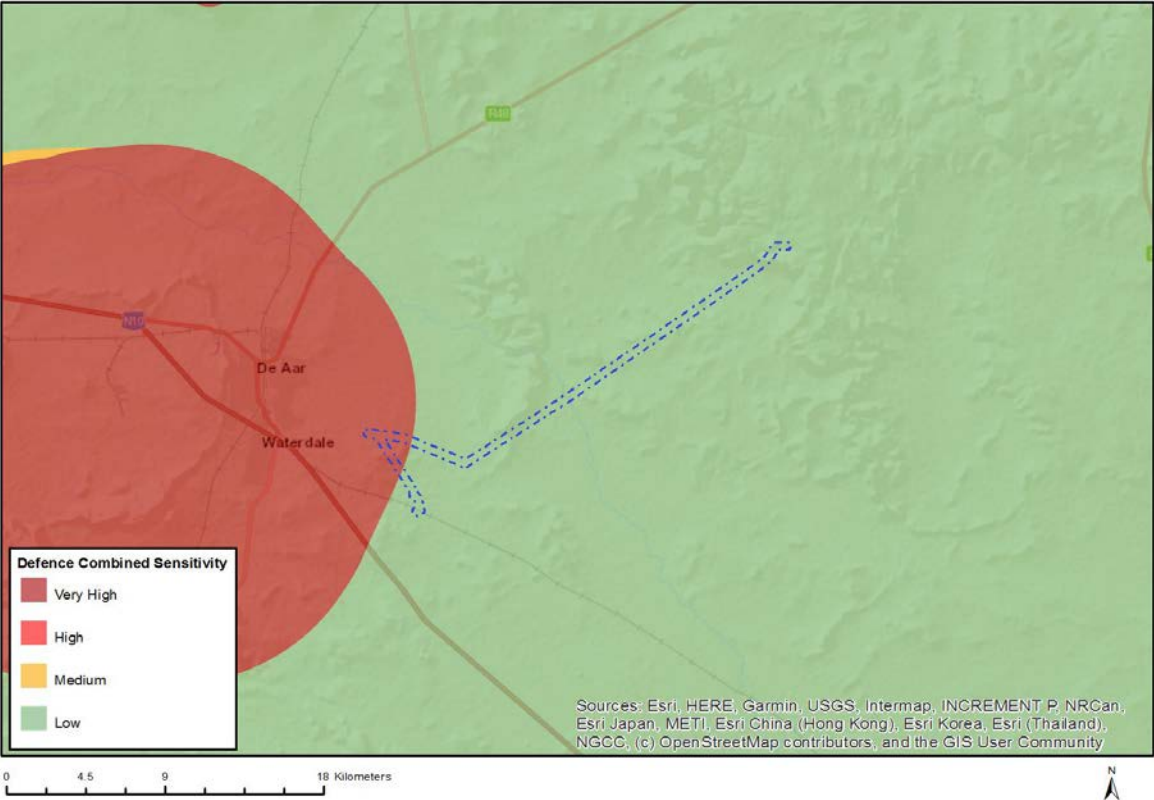 R48
N10
De Aar
Waterdale
Defence Combined Sensitivity
Very High
High
Medium
Low
Sources: Esri, HERE, Garmin, USGS, Intermap, INCREMENT P, NRCan,
Esri Japan, METI, Esri China (Hong Kong), Esri Korea, Esri (Thailand),
NGCC, (c) OpenStreetMap contributors, and the GIS User Community
0 4.5 9 18 Kilometers
N